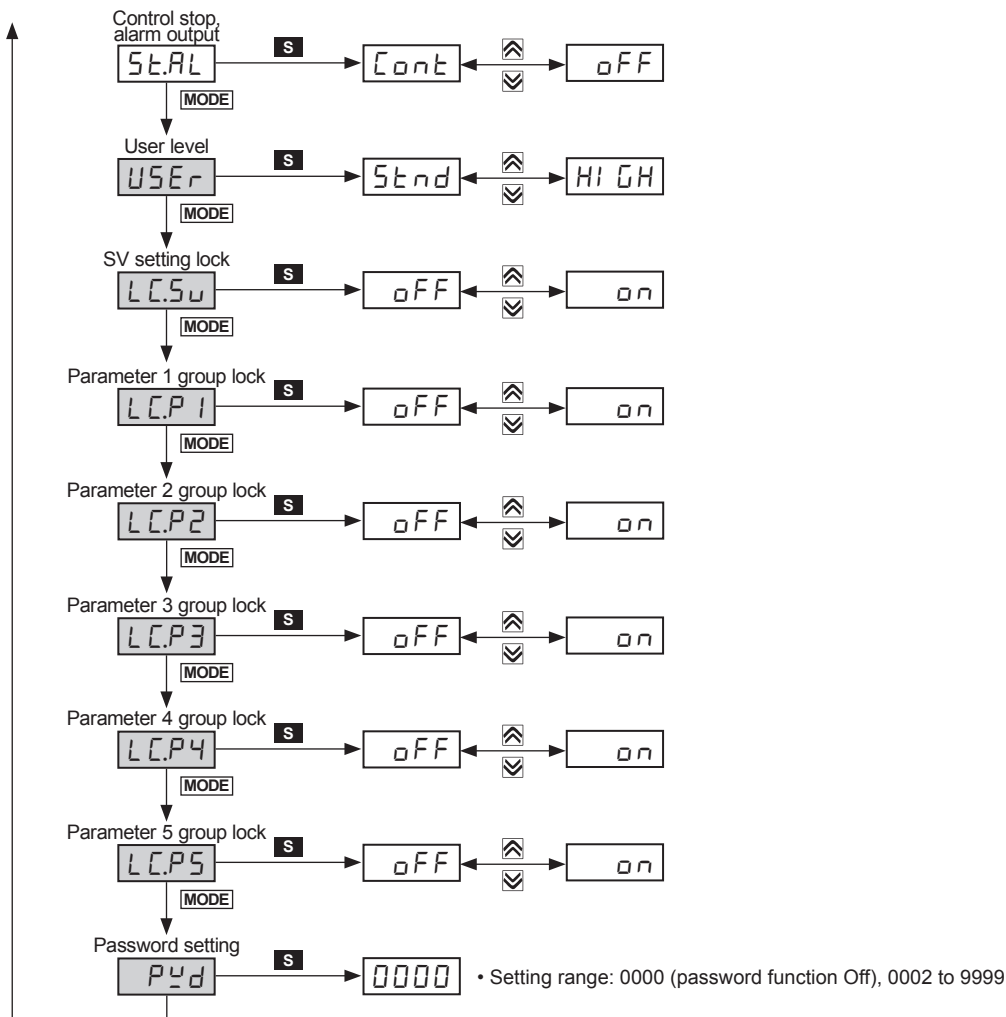 Control stop,
alarm output
St.AL S Cont oFF
MODE
User level
USEr S Stnd HIGH
MODE
SV setting lock
LC.Sv S oFF on
MODE
Parameter 1 group lock
LC.P1 S oFF on
MODE
Parameter 2 group lock
LC.P2 S oFF on
MODE
Parameter 3 group lock
LC.P3 S oFF on
MODE
Parameter 4 group lock
LC.P4 S oFF on
MODE
Parameter 5 group lock
LC.P5 S oFF on
MODE
Password setting
PWd S 0000 • Setting range: 0000 (password function Off), 0002 to 9999